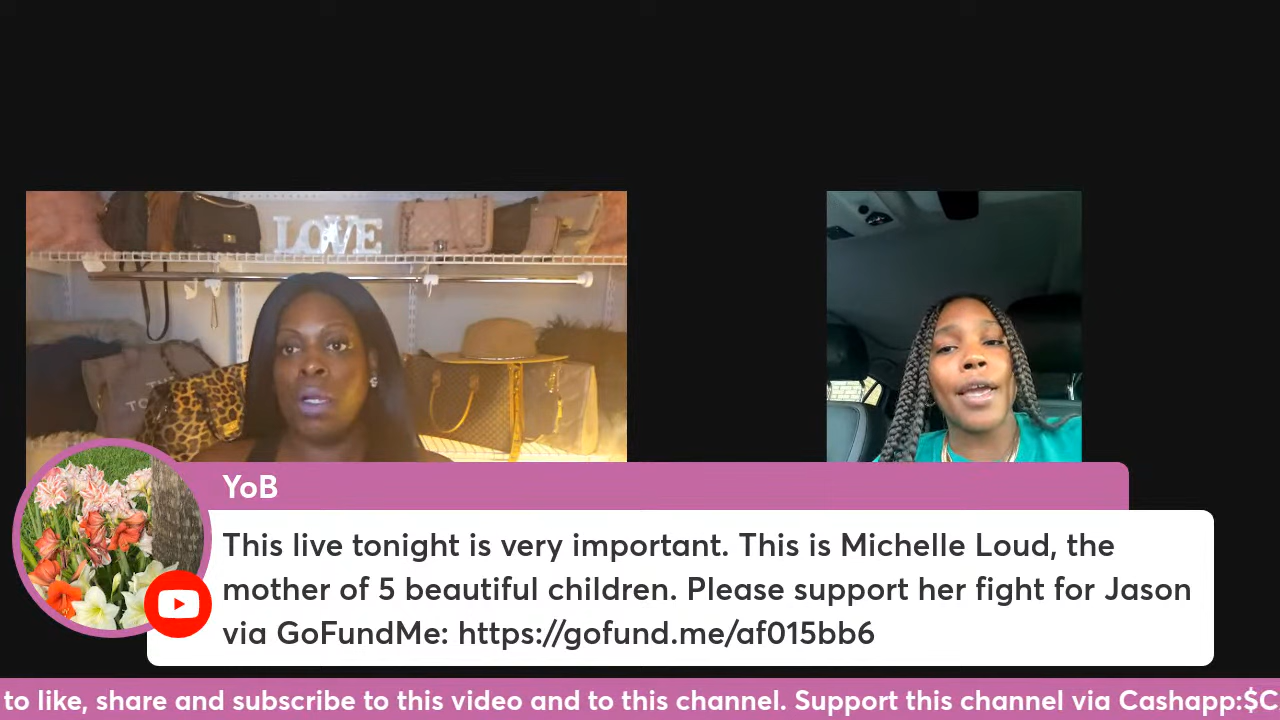 LOVE
YoB
This live tonight is very important. This is Michelle Loud, the
mother of 5 beautiful children. Please support her fight for Jason
via GoFundMe: https://gofund.me/af015bb6
to like, share and subscribe to this video and to this channel. Support this channel via Cashapp:$C